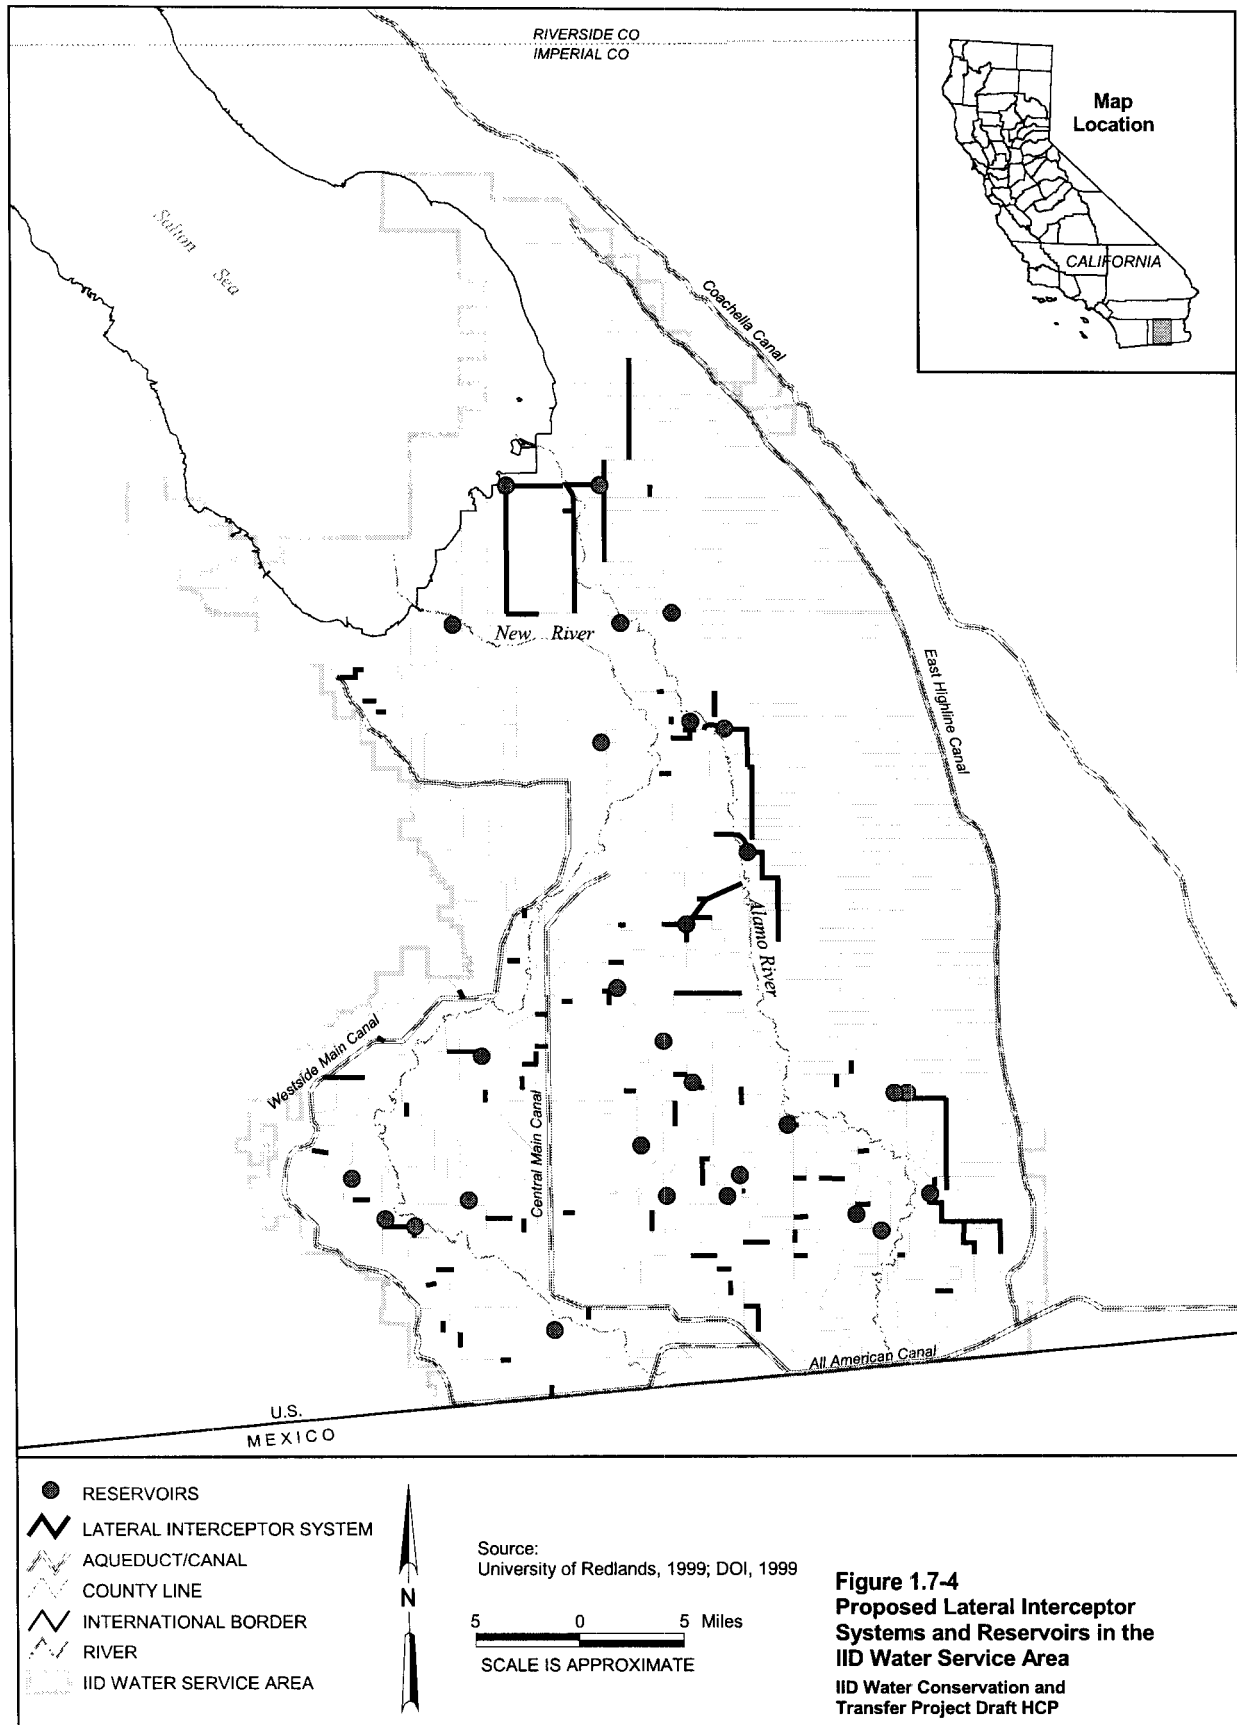 RIVERSIDE CO
IMPERIAL CO
Map
Location
CALIFORNIA
Salton Sea
Coachella Canal
New River
East Highline Canal
Alamo River
Westside Main Canal
Central Main Canal
All American Canal
U.S.
MEXICO
RESERVOIRS
LATERAL INTERCEPTOR SYSTEM
AQUEDUCT/CANAL
COUNTY LINE
INTERNATIONAL BORDER
RIVER
IID WATER SERVICE AREA
N
Source:
University of Redlands, 1999; DOI, 1999
5 0 5 Miles
SCALE IS APPROXIMATE
Figure 1.7-4
Proposed Lateral Interceptor
Systems and Reservoirs in the
IID Water Service Area
IID Water Conservation and
Transfer Project Draft HCP